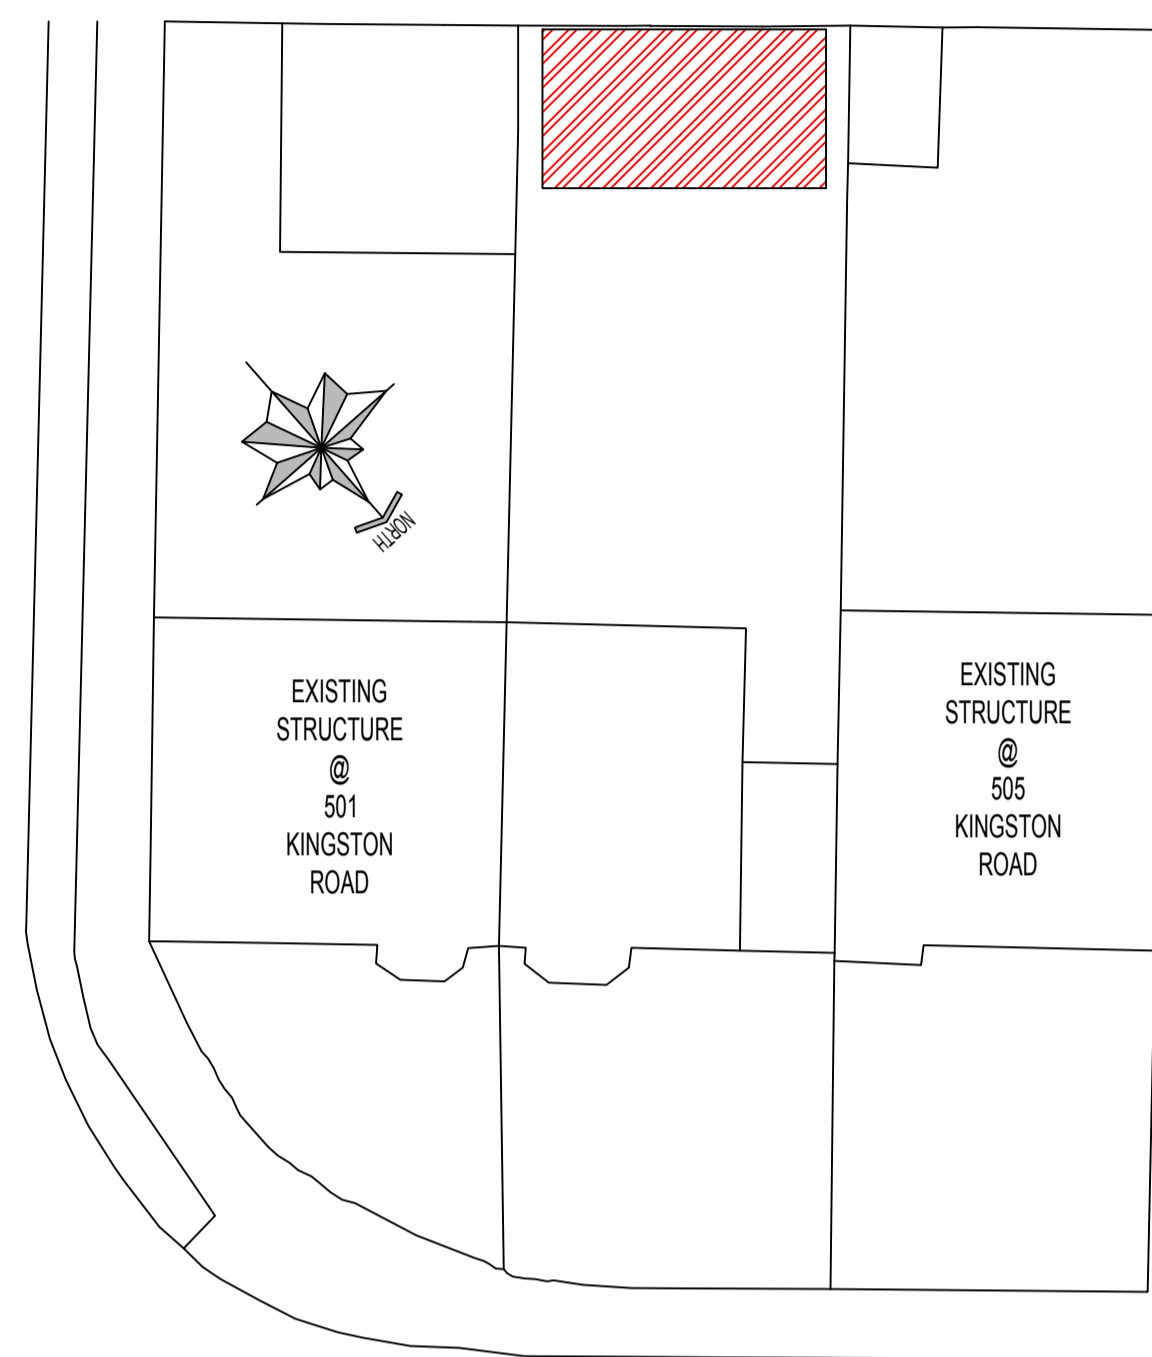 NORTH
EXISTING
STRUCTURE
@
501
KINGSTON
ROAD
EXISTING
STRUCTURE
@
505
KINGSTON
ROAD